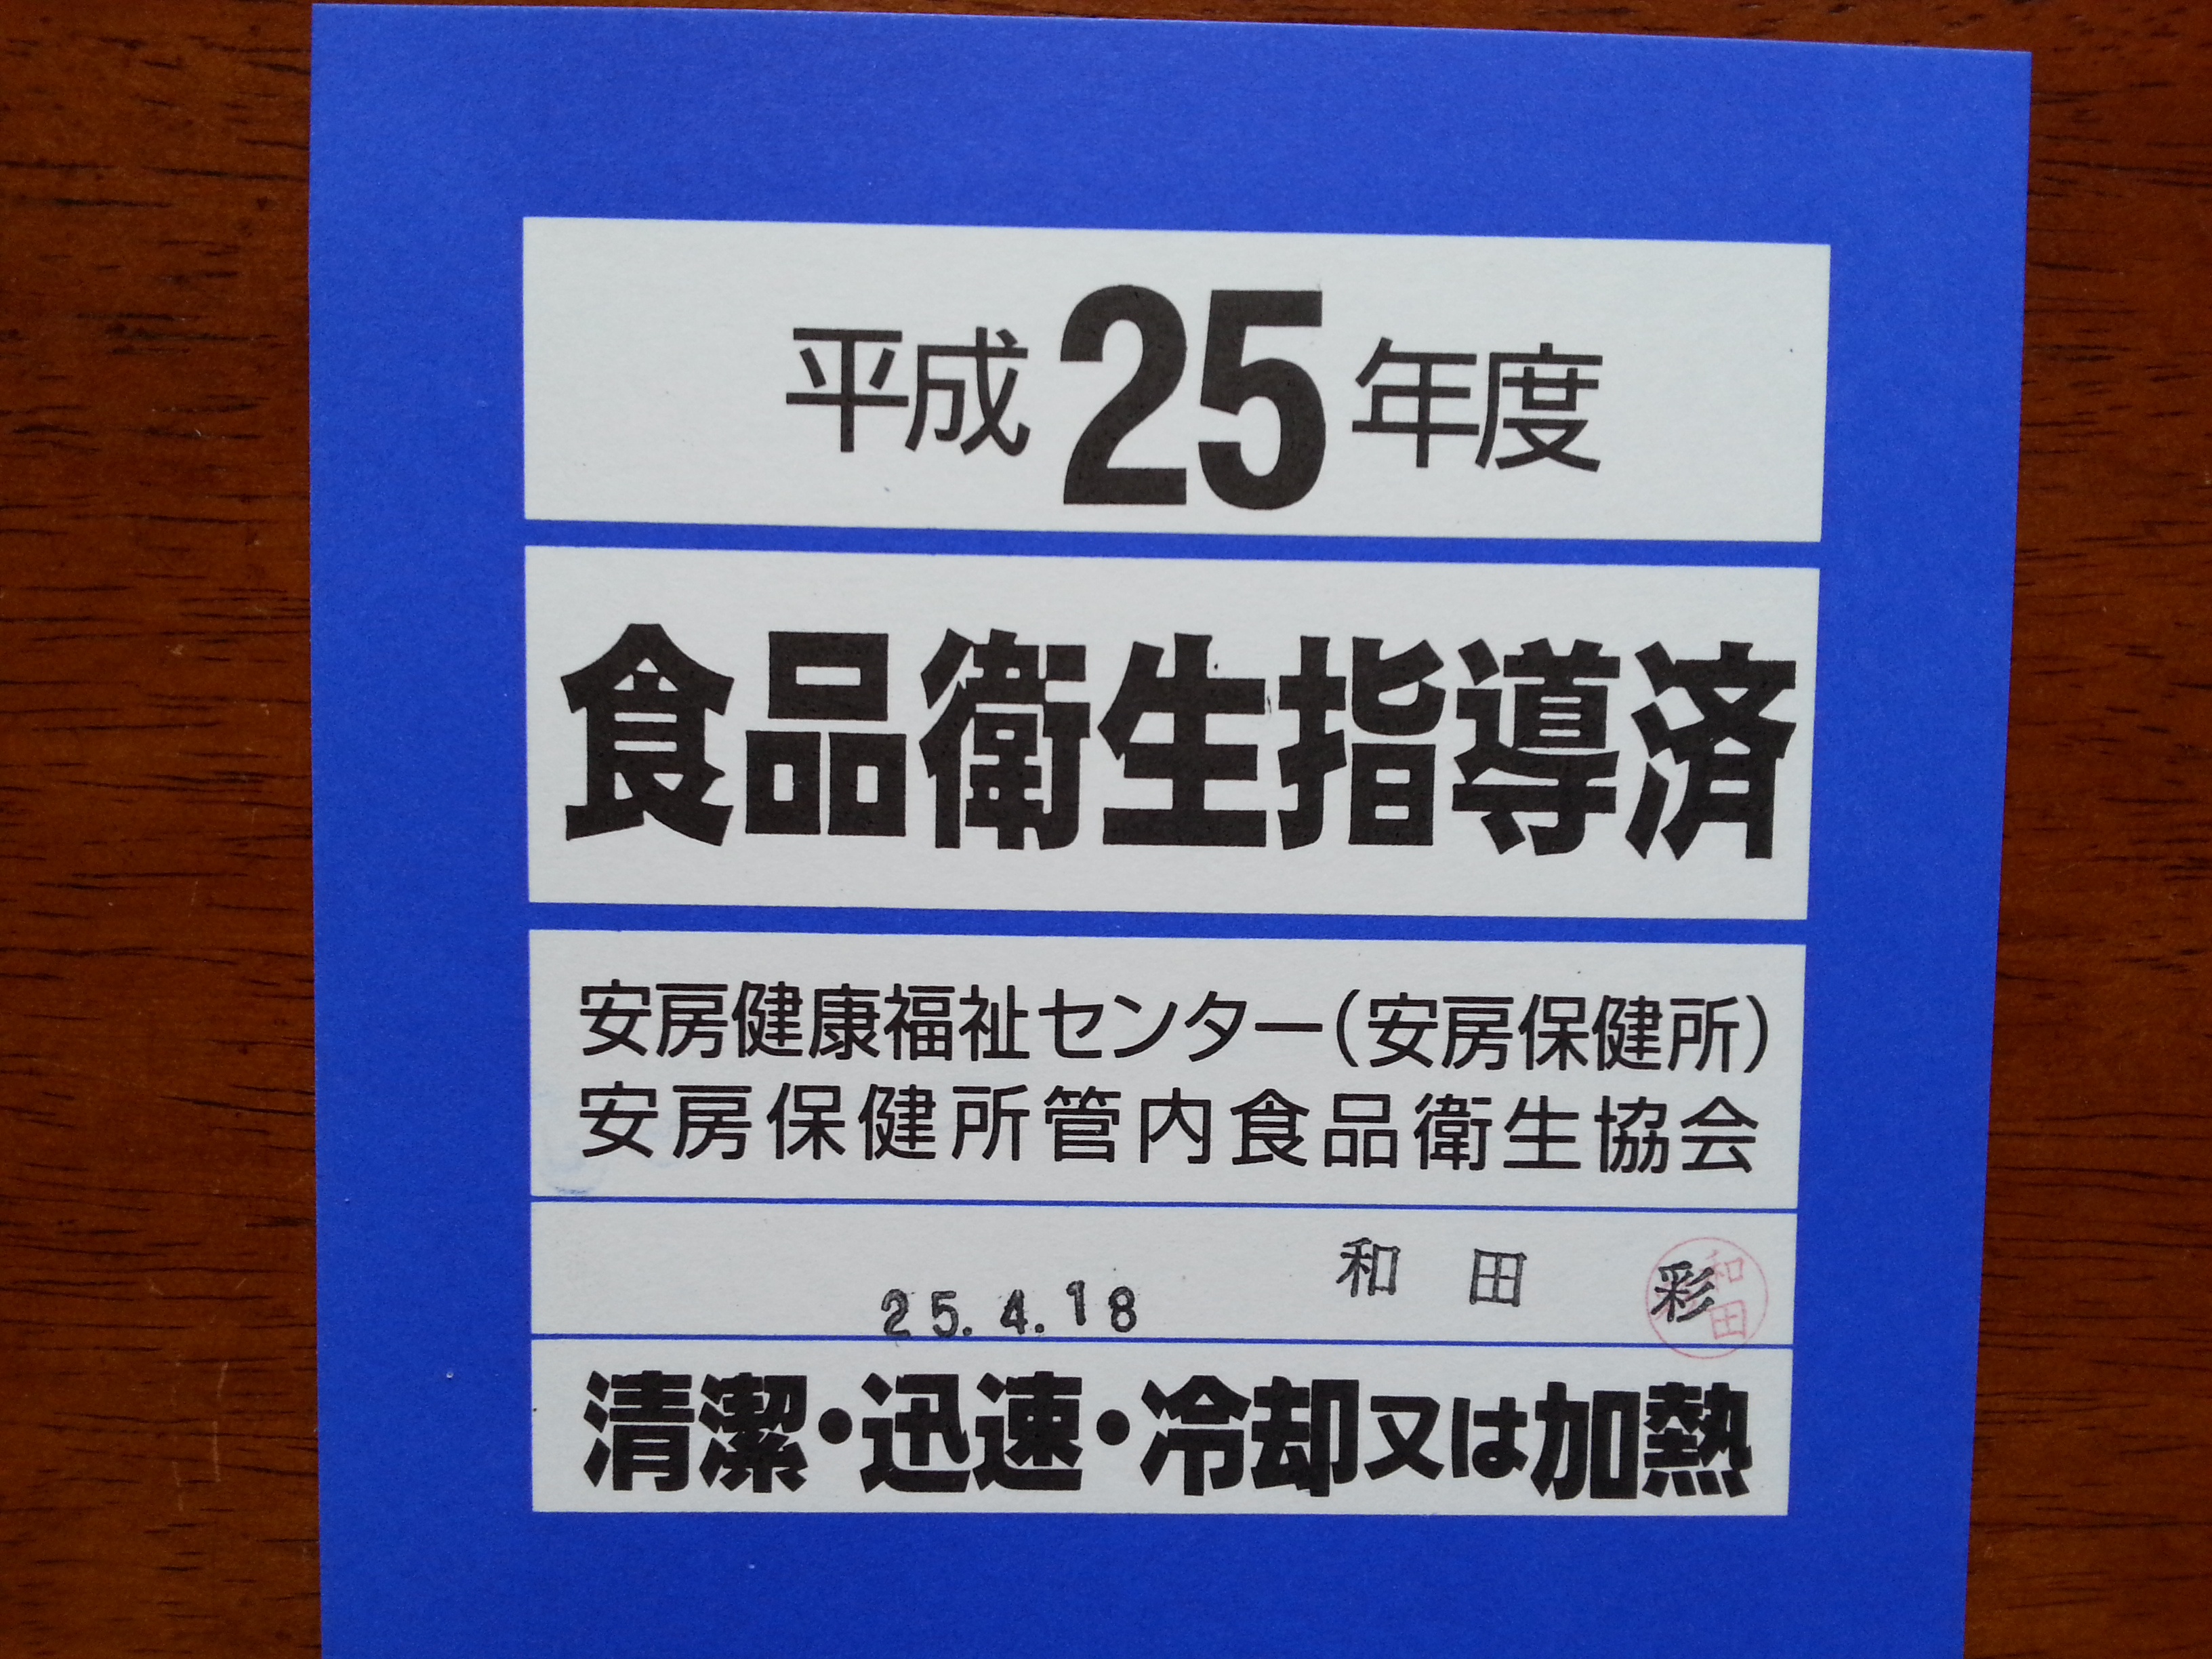 平成25年度
食品衛生指導済
安房健康福祉センター(安房保健所)
安房保健所管内食品衛生協会
和田 彩
和田
25.4.18
清潔・迅速・冷却又は加熱